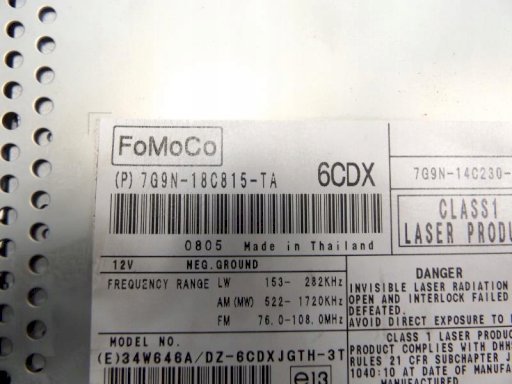 FoMoCo
(P) 7G9N-18C815-TA 6CDX
7G9N-14C230-
CLASS1
LASER PRODU
0805 Made in Thailand
12V NEG.GROUND
FREQUENCY RANGE LW 153- 282KHz
AM(MW) 522-1720KHz
FM 76.0-108.0MHz
MODEL NO.
(E)34W646A/DZ-6CDXJGTH-3T
e13
DANGER
INVISIBLE LASER RADIATION
OPEN AND INTERLOCK FAILED
DEFEATED.
AVOID DIRECT EXPOSURE TO
CLASS 1 LASER PRODUC
PRODUCT COMPLIES WITH DHH
RULES 21 CFR SUBCHAPTER J
1040:10 AT DATE OF MANUFA
MANUFACTURED